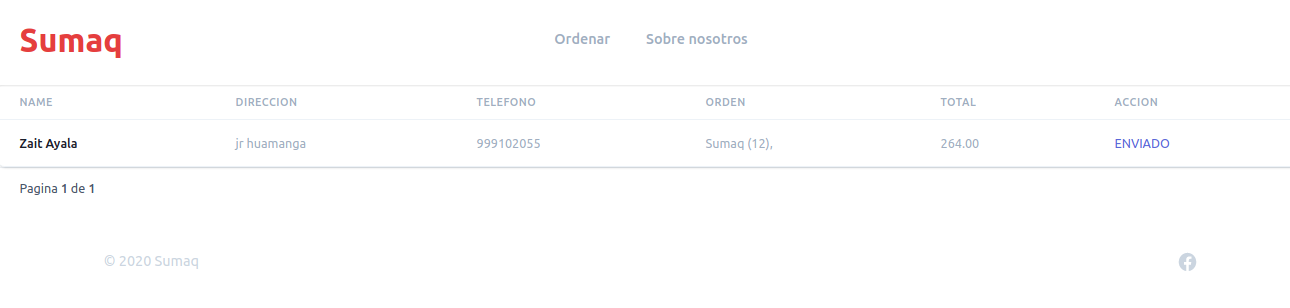 Sumaq
Ordenar Sobre nosotros
NAME DIRECCION TELEFONO ORDEN TOTAL ACCION
Zait Ayala jr huamanga 999102055 Sumaq (12), 264.00 ENVIADO
Pagina 1 de 1
© 2020 Sumaq